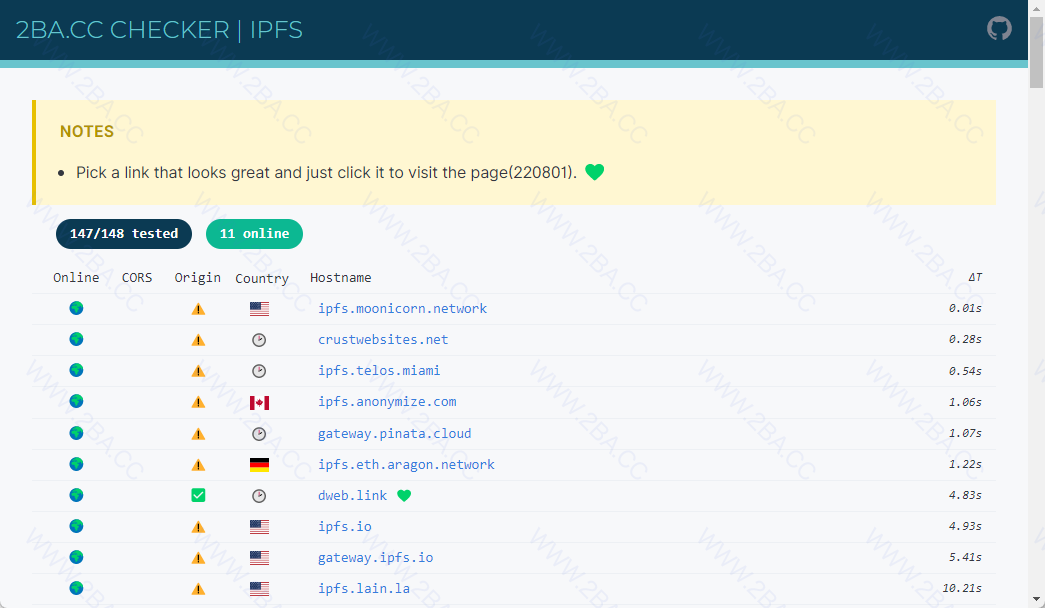 2BA.CC CHECKER | IPFS
NOTES
Pick a link that looks great and just click it to visit the page(220801).
147/148 tested 11 online
Online CORS Origin Country Hostname ΔT
ipfs.moonicorn.network 0.01s
crustwebsites.net 0.28s
ipfs.telos.miami 0.54s
ipfs.anonymize.com 1.06s
gateway.pinata.cloud 1.07s
ipfs.eth.aragon.network 1.22s
dweb.link 4.83s
ipfs.io 4.93s
gateway.ipfs.io 5.41s
ipfs.lain.la 10.21s
WWW.2BA.CC